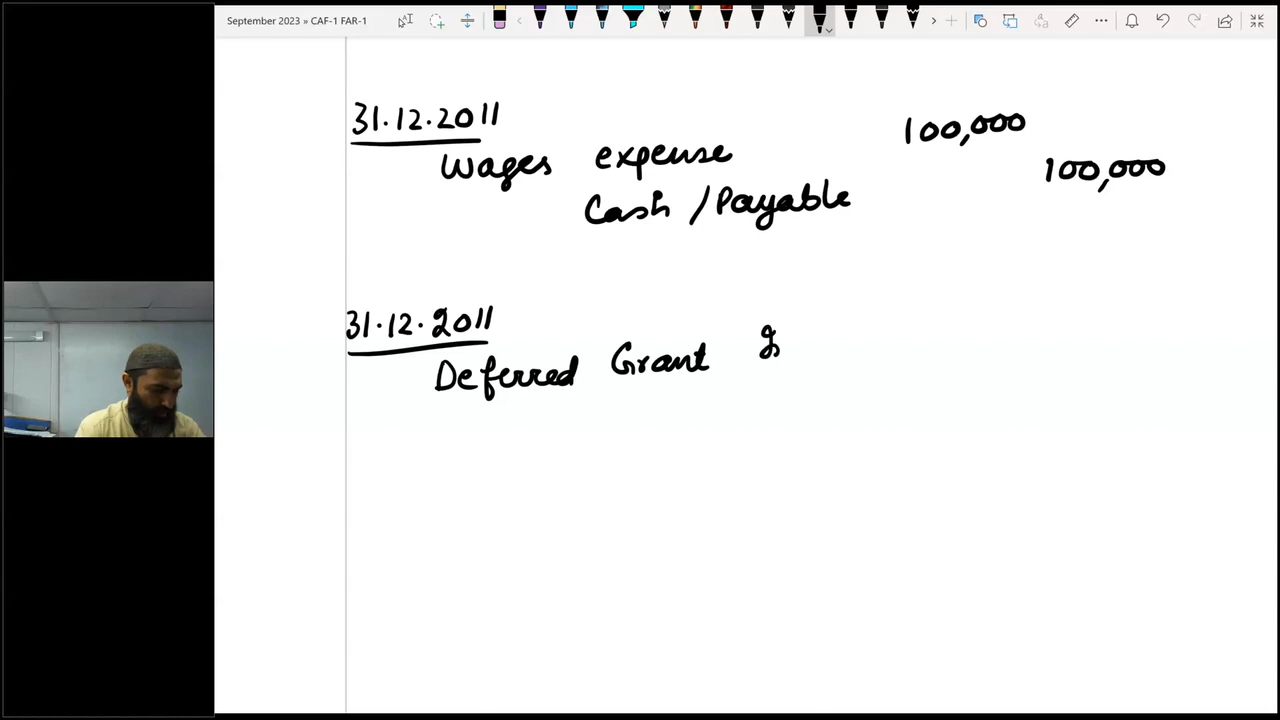 September 2023 » CAF-1 FAR-1
31.12.2011
Wages expense 100,000
Cash / Payable 100,000
31.12.2011
Deferred Grant